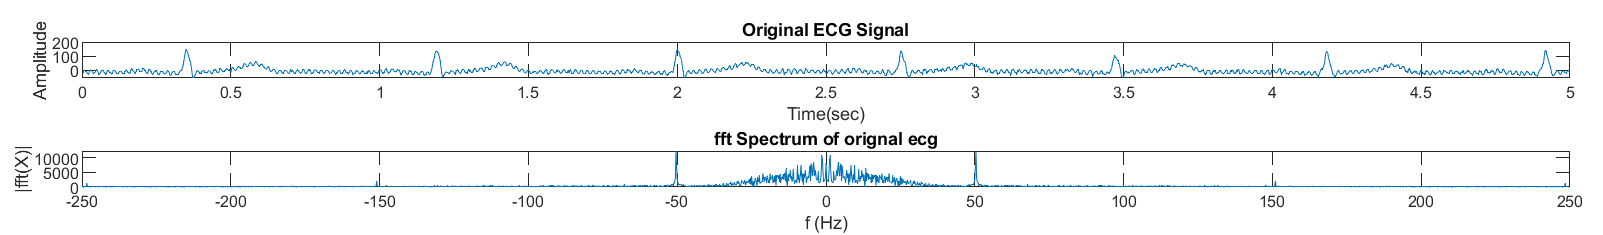 Original ECG Signal
Amplitude
200
100
0
0 0.5 1 1.5 2 2.5 3 3.5 4 4.5 5
Time(sec)
fft Spectrum of orignal ecg
|fft(X)|
10000
5000
0
-250 -200 -150 -100 -50 0 50 100 150 200 250
f (Hz)